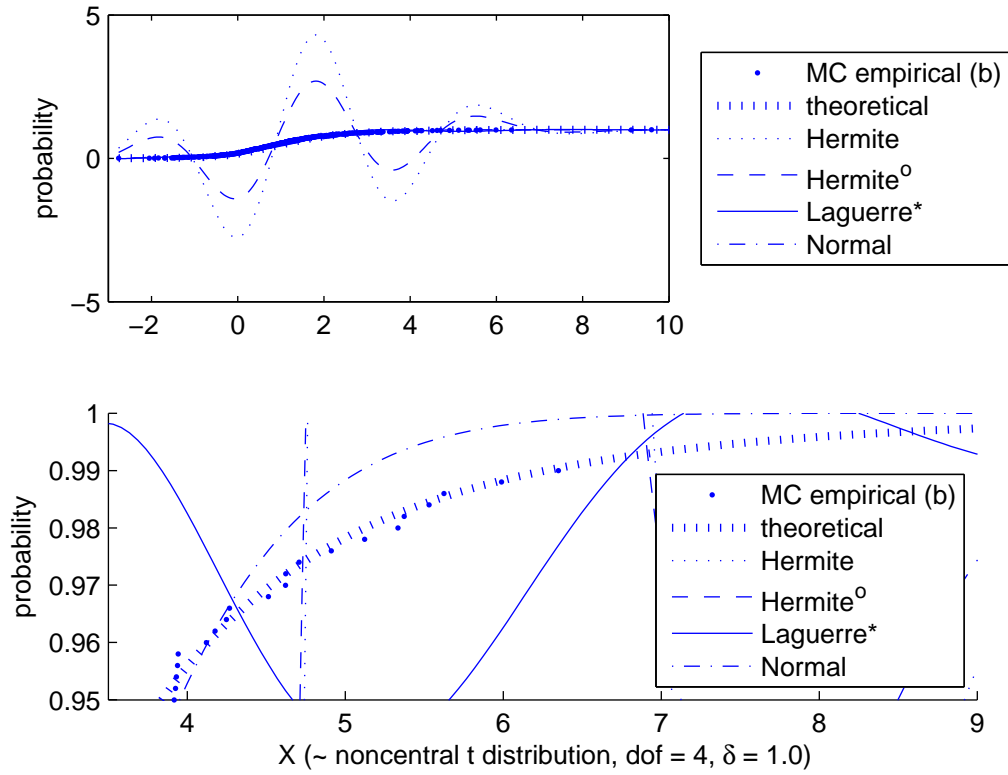 5
0
−5
probability
−2 0 2 4 6 8 10
MC empirical (b)
theoretical
Hermite
Hermite^o
Laguerre*
Normal
1
0.99
0.98
0.97
0.96
0.95
probability
4 5 6 7 8 9
X (~ noncentral t distribution, dof = 4, δ = 1.0)
MC empirical (b)
theoretical
Hermite
Hermite^o
Laguerre*
Normal